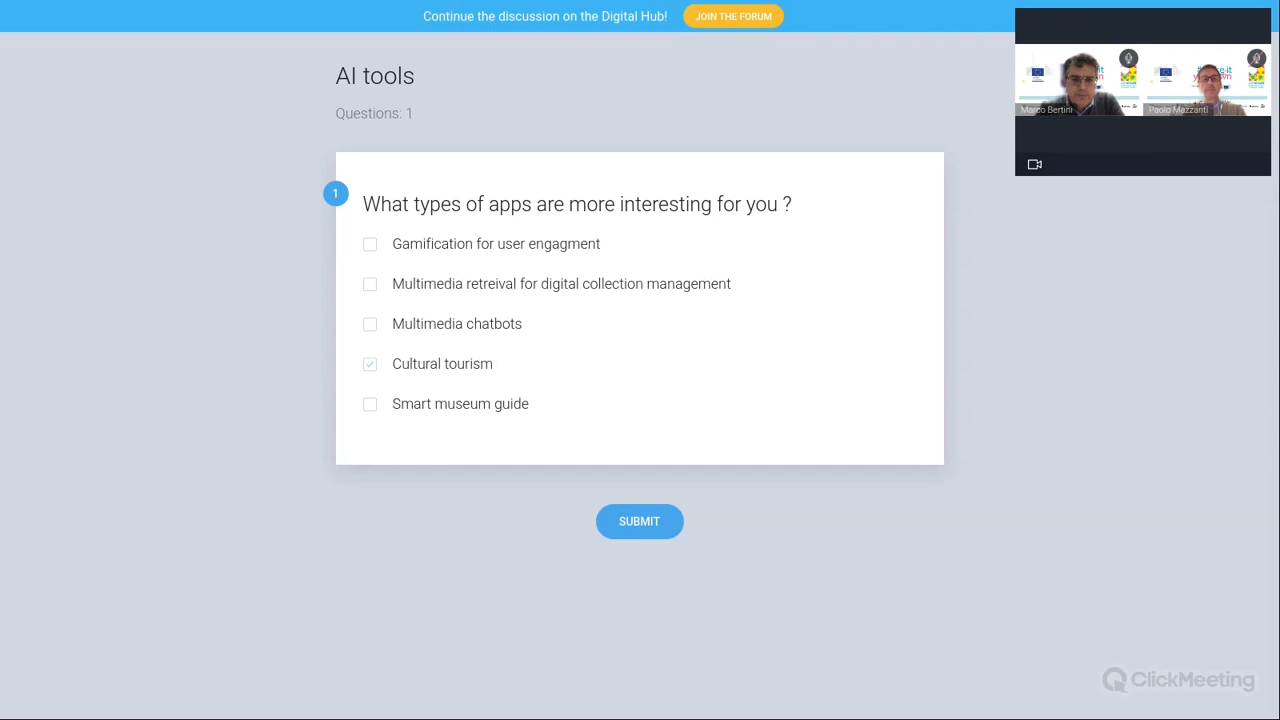 Continue the discussion on the Digital Hub! JOIN THE FORUM
AI tools
Questions: 1
Marco Bertini
Paolo Mazzanti
1
What types of apps are more interesting for you ?
Gamification for user engagment
Multimedia retreival for digital collection management
Multimedia chatbots
Cultural tourism
Smart museum guide
SUBMIT
ClickMeeting